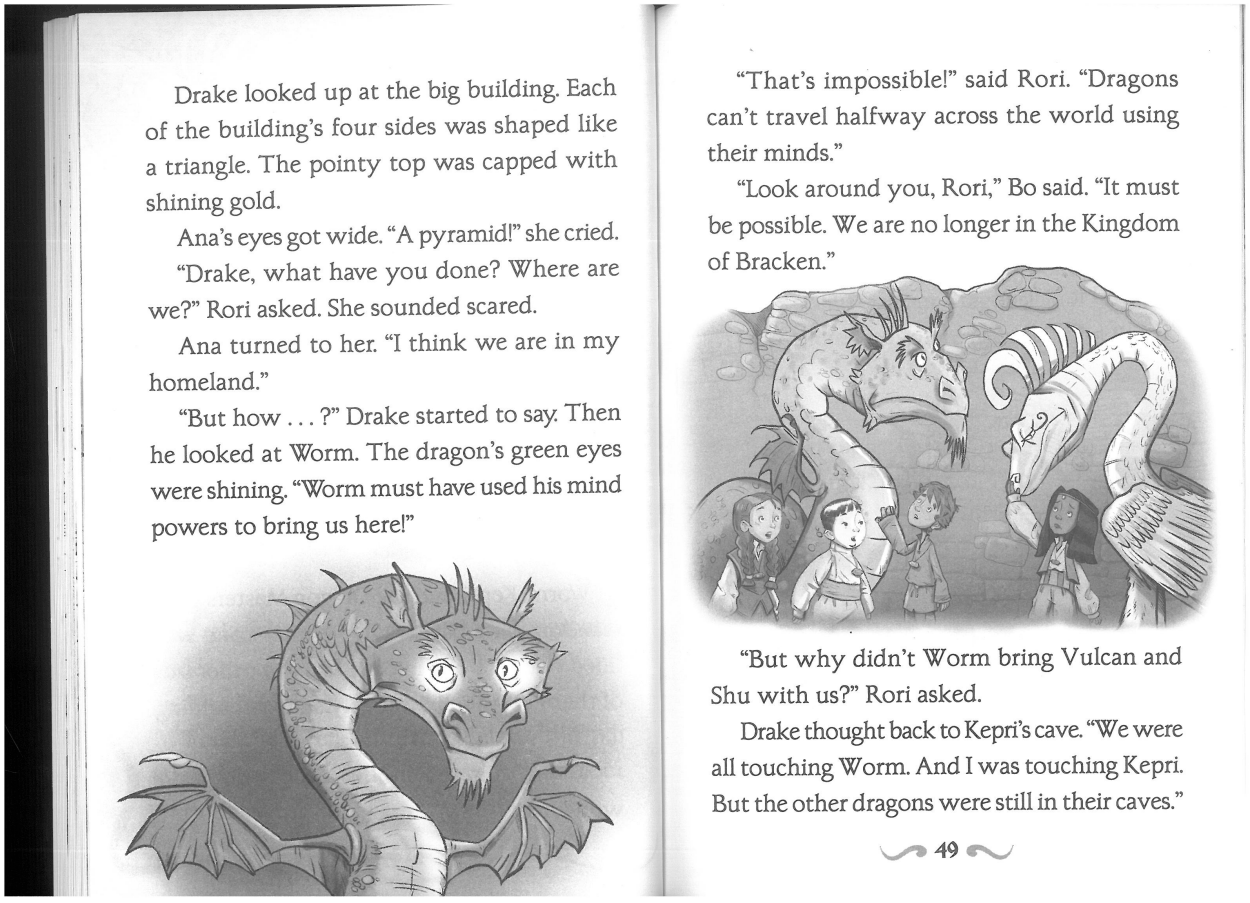 Drake looked up at the big building. Each
of the building's four sides was shaped like
a triangle. The pointy top was capped with
shining gold.
Ana's eyes got wide. "A pyramid!" she cried.
"Drake, what have you done? Where are
we?" Rori asked. She sounded scared.
Ana turned to her. "I think we are in my
homeland."
"But how . . . ?" Drake started to say. Then
he looked at Worm. The dragon's green eyes
were shining. "Worm must have used his mind
powers to bring us here!"
"That's impossible!" said Rori. "Dragons
can't travel halfway across the world using
their minds."
"Look around you, Rori," Bo said. "It must
be possible. We are no longer in the Kingdom
of Bracken."
"But why didn't Worm bring Vulcan and
Shu with us?" Rori asked.
Drake thought back to Kepri's cave. "We were
all touching Worm. And I was touching Kepri.
But the other dragons were still in their caves."
49